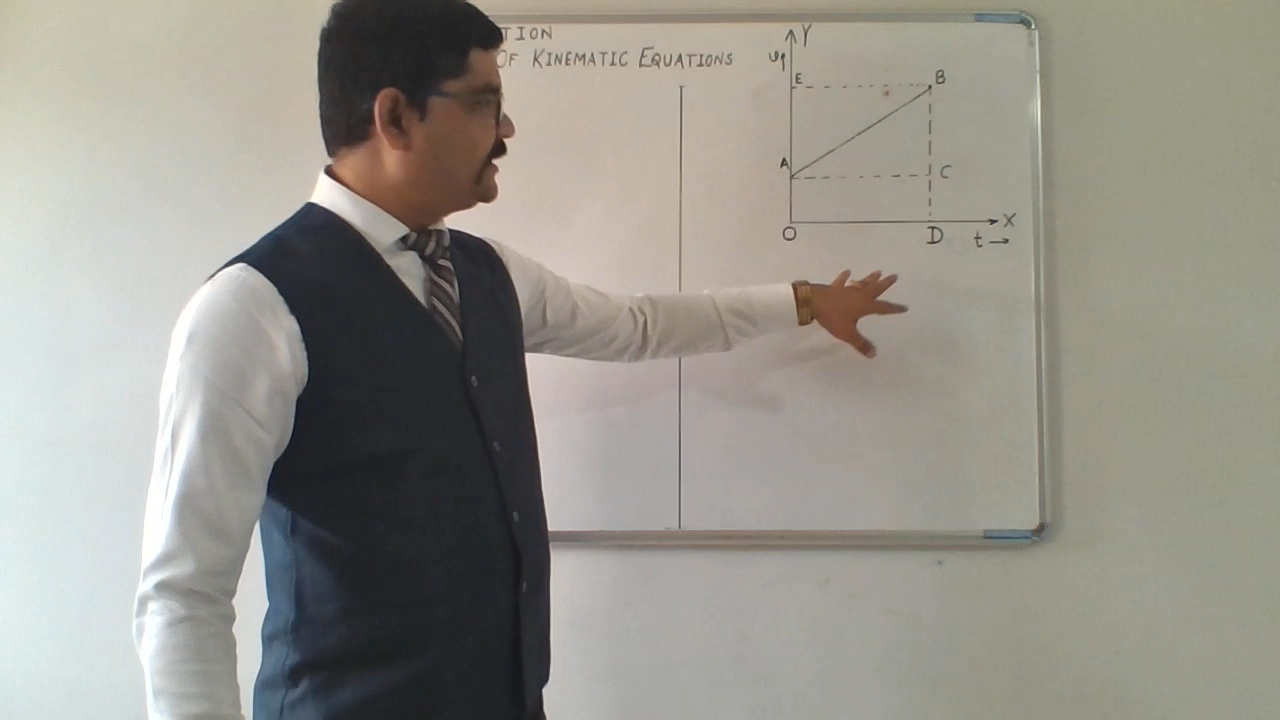 TION
OF KINEMATIC EQUATIONS
Y
v↑
E
B
A
C
O
D
X
t →